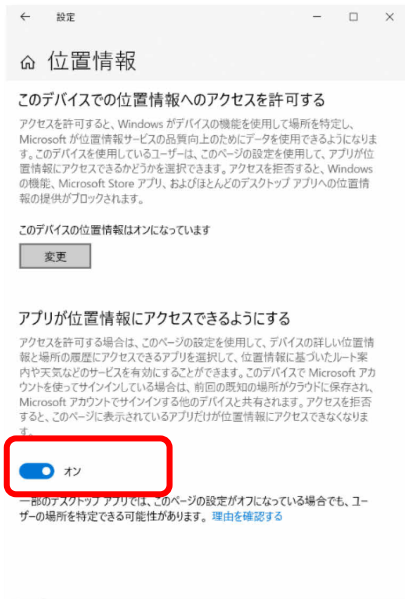 設定
位置情報
このデバイスでの位置情報へのアクセスを許可する
アクセスを許可すると、Windows がデバイスの機能を使用して場所を特定し、
Microsoft が位置情報サービスの品質向上のためにデータを使用できるようになりま
す。このデバイスを使用しているユーザーは、このページの設定を使用して、アプリが位
置情報にアクセスできるかどうかを選択できます。アクセスを拒否すると、Windows
の機能、Microsoft Store アプリ、およびほとんどのデスクトップ アプリへの位置情
報の提供がブロックされます。
このデバイスの位置情報はオンになっています
変更
アプリが位置情報にアクセスできるようにする
アクセスを許可する場合は、このページの設定を使用して、デバイスの詳しい位置情
報と場所の履歴にアクセスできるアプリを選択して、位置情報に基づいたルート案
内や天気などのサービスを有効にすることができます。このデバイスで Microsoft アカ
ウントを使ってサインインしている場合は、前回の既知の場所がクラウドに保存され、
Microsoft アカウントでサインインする他のデバイスと共有されます。アクセスを拒否
すると、このページに表示されているアプリだけが位置情報にアクセスできなくなりま
す。
オン
一部のデスクトップ アプリでは、このページの設定がオフになっている場合でも、ユー
ザーの場所を特定できる可能性があります。 理由を確認する